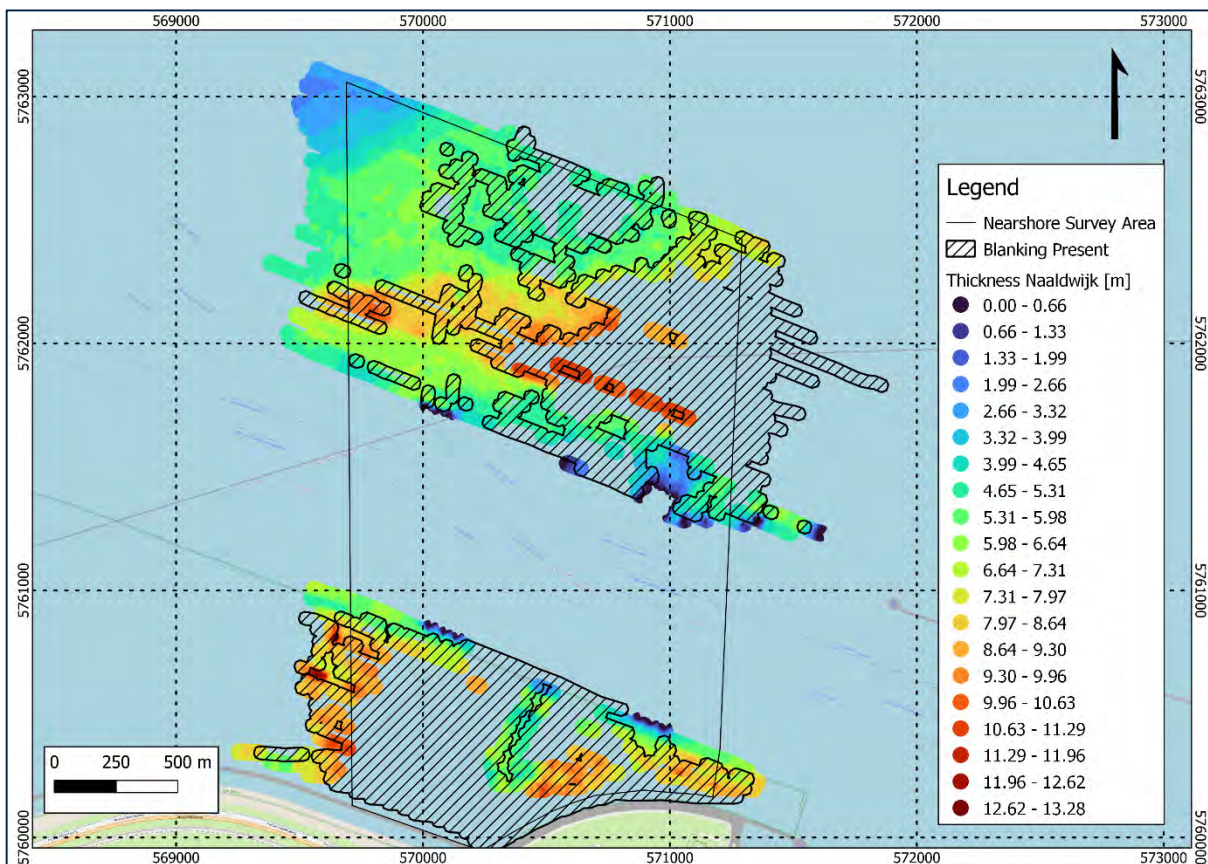 569000 570000 571000 572000 573000
5763000 5763000
Legend
Nearshore Survey Area
Blanking Present
Thickness Naaldwijk [m]
0.00 - 0.66
0.66 - 1.33
1.33 - 1.99
1.99 - 2.66
2.66 - 3.32
3.32 - 3.99
3.99 - 4.65
4.65 - 5.31
5.31 - 5.98
5.98 - 6.64
6.64 - 7.31
7.31 - 7.97
7.97 - 8.64
8.64 - 9.30
9.30 - 9.96
9.96 - 10.63
10.63 - 11.29
11.29 - 11.96
11.96 - 12.62
12.62 - 13.28
5762000 5762000
5761000 5761000
0 250 500 m
5760000 5760000
569000 570000 571000 572000 573000